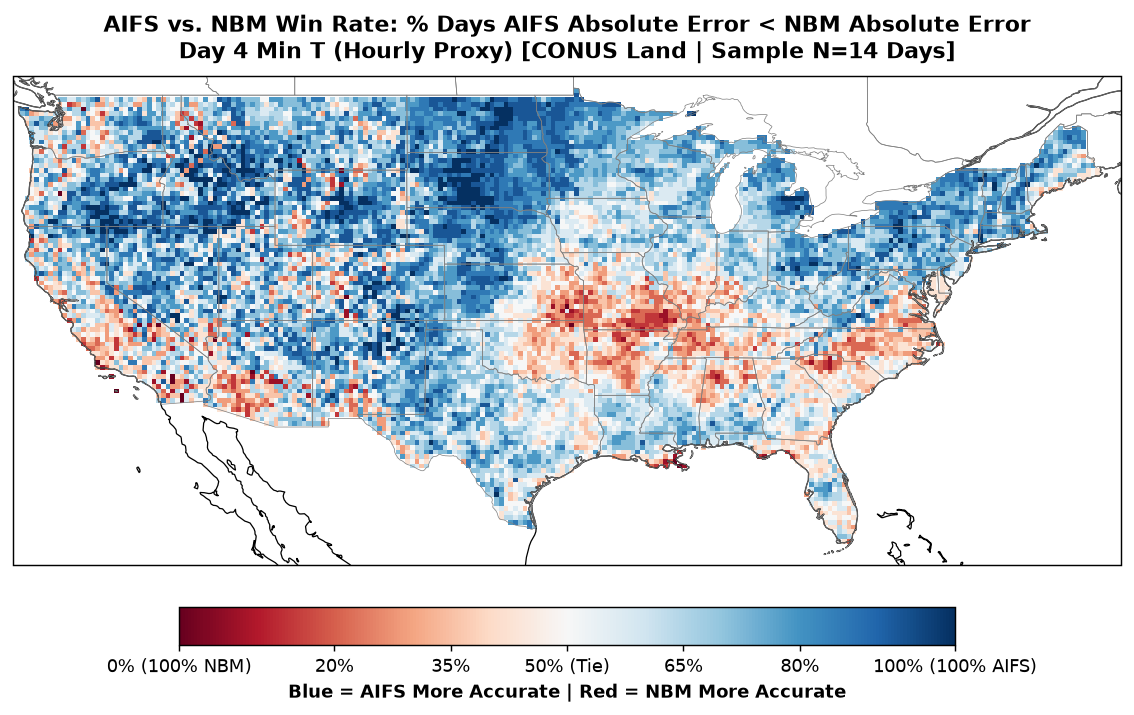 AIFS vs. NBM Win Rate: % Days AIFS Absolute Error < NBM Absolute Error
Day 4 Min T (Hourly Proxy) [CONUS Land | Sample N=14 Days]
0% (100% NBM) 20% 35% 50% (Tie) 65% 80% 100% (100% AIFS)
Blue = AIFS More Accurate | Red = NBM More Accurate